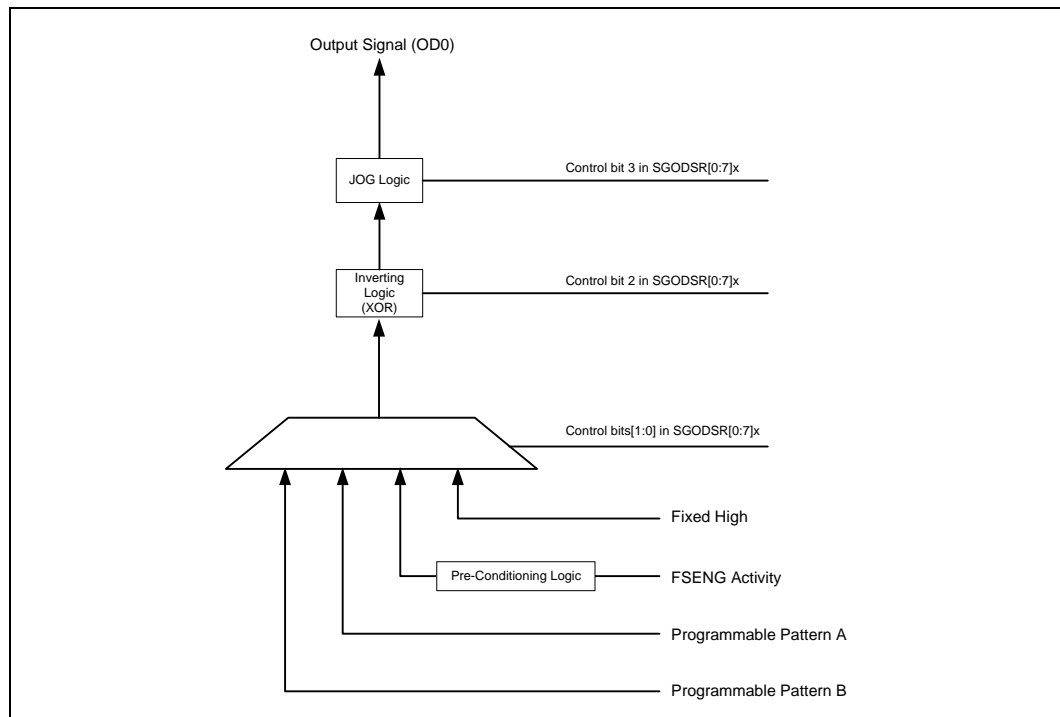 Output Signal (OD0)
JOG Logic
Control bit 3 in SGODSR[0:7]x
Inverting
Logic
(XOR)
Control bit 2 in SGODSR[0:7]x
Control bits[1:0] in SGODSR[0:7]x
Fixed High
Pre-Conditioning Logic
FSENG Activity
Programmable Pattern A
Programmable Pattern B